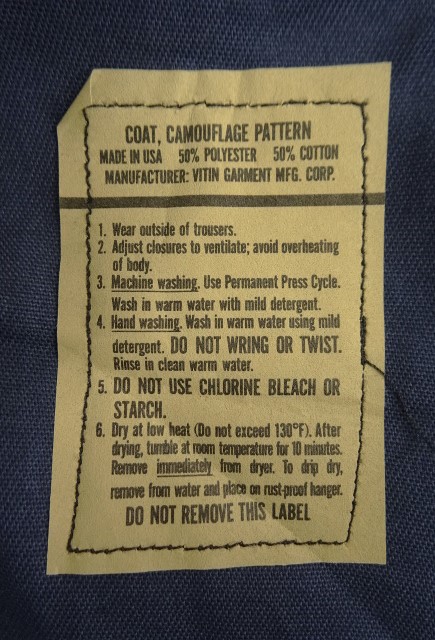 COAT, CAMOUFLAGE PATTERN
MADE IN USA 50% POLYESTER 50% COTTON
MANUFACTURER: VITIN GARMENT MFG. CORP.
1. Wear outside of trousers.
2. Adjust closures to ventilate; avoid overheating
of body.
3. Machine washing. Use Permanent Press Cycle.
Wash in warm water with mild detergent.
4. Hand washing. Wash in warm water using mild
detergent. DO NOT WRING OR TWIST.
Rinse in clean warm water.
5. DO NOT USE CHLORINE BLEACH OR
STARCH.
6. Dry at low heat (Do not exceed 130°F). After
drying, tumble at room temperature for 10 minutes.
Remove immediately from dryer. To drip dry,
remove from water and place on rust-proof hanger.
DO NOT REMOVE THIS LABEL